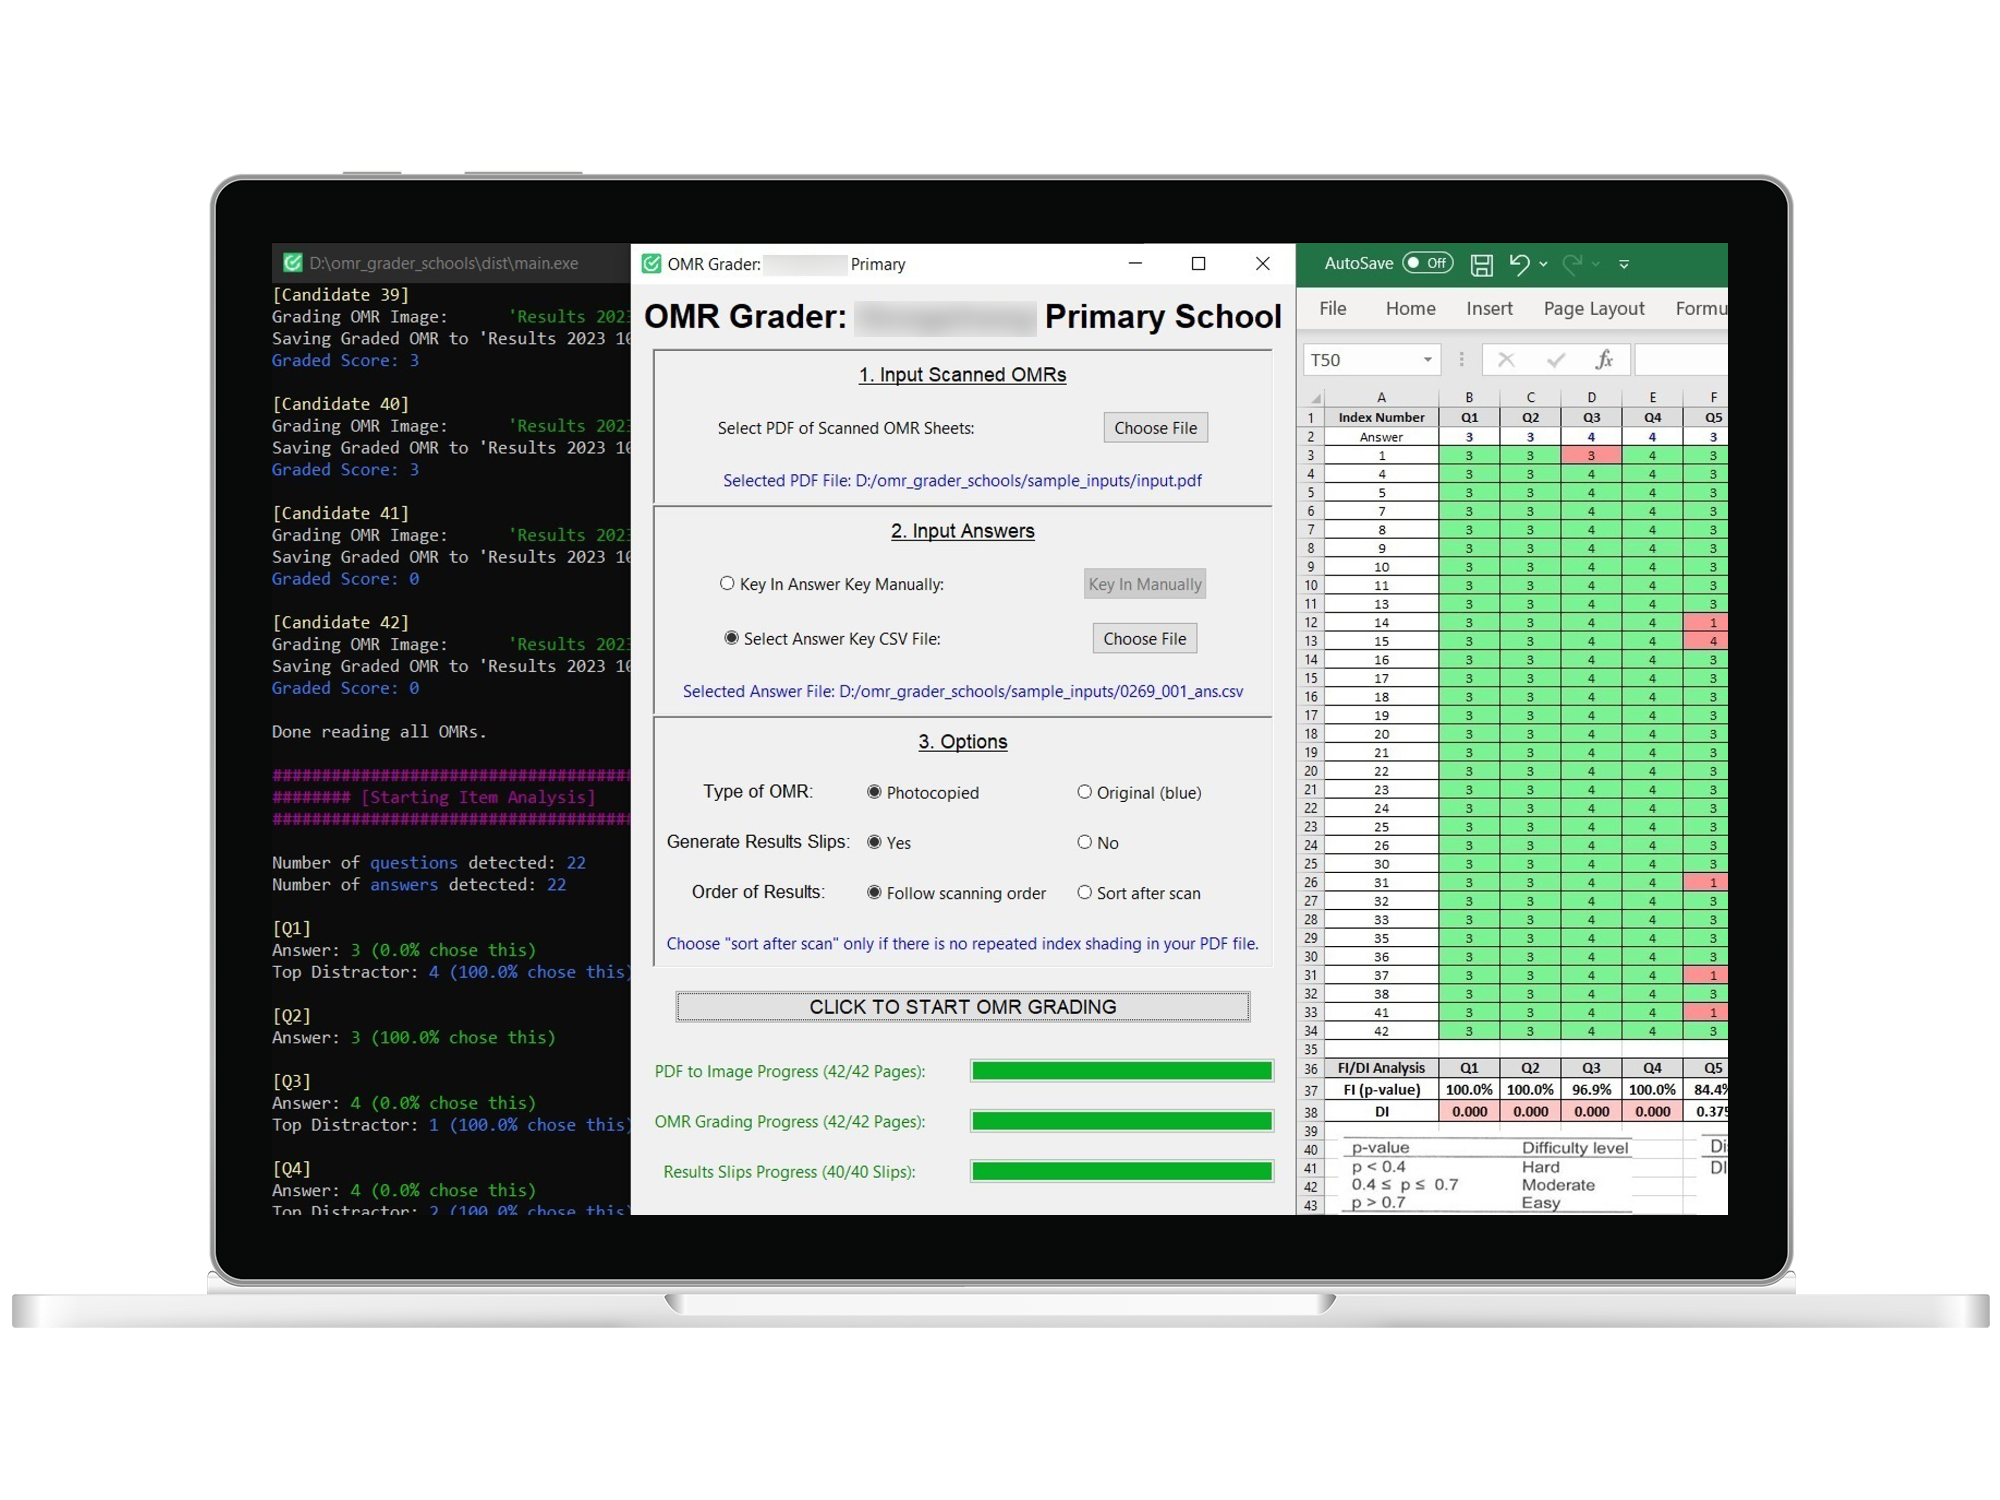 D:\omr_grader_schools\dist\main.exe
[Candidate 39]
Grading OMR Image: 'Results 2023
Saving Graded OMR to 'Results 2023 10
Graded Score: 3
[Candidate 40]
Grading OMR Image: 'Results 2023
Saving Graded OMR to 'Results 2023 10
Graded Score: 3
[Candidate 41]
Grading OMR Image: 'Results 2023
Saving Graded OMR to 'Results 2023 10
Graded Score: 0
[Candidate 42]
Grading OMR Image: 'Results 2023
Saving Graded OMR to 'Results 2023 10
Graded Score: 0
Done reading all OMRs.
#####################################
######## [Starting Item Analysis]
#####################################
Number of questions detected: 22
Number of answers detected: 22
[Q1]
Answer: 3 (0.0% chose this)
Top Distractor: 4 (100.0% chose this)
[Q2]
Answer: 3 (100.0% chose this)
[Q3]
Answer: 4 (0.0% chose this)
Top Distractor: 1 (100.0% chose this)
[Q4]
Answer: 4 (0.0% chose this)
Top Distractor: 2 (100.0% chose this)
OMR Grader: Primary
OMR Grader: Primary School
1. Input Scanned OMRs
Select PDF of Scanned OMR Sheets: Choose File
Selected PDF File: D:/omr_grader_schools/sample_inputs/input.pdf
2. Input Answers
Key In Answer Key Manually: Key In Manually
Select Answer Key CSV File: Choose File
Selected Answer File: D:/omr_grader_schools/sample_inputs/0269_001_ans.csv
3. Options
Type of OMR: Photocopied Original (blue)
Generate Results Slips: Yes No
Order of Results: Follow scanning order Sort after scan
Choose "sort after scan" only if there is no repeated index shading in your PDF file.
CLICK TO START OMR GRADING
PDF to Image Progress (42/42 Pages):
OMR Grading Progress (42/42 Pages):
Results Slips Progress (40/40 Slips):
AutoSave Off
File Home Insert Page Layout Formu
T50 fx
A B C D E F
1 Index Number Q1 Q2 Q3 Q4 Q5
2 Answer 3 3 4 4 3
3 1 3 3 3 4 3
4 4 3 3 4 4 3
5 5 3 3 4 4 3
6 7 3 3 4 4 3
7 8 3 3 4 4 3
8 9 3 3 4 4 3
9 10 3 3 4 4 3
10 11 3 3 4 4 3
11 13 3 3 4 4 3
12 14 3 3 4 4 1
13 15 3 3 4 4 4
14 16 3 3 4 4 3
15 17 3 3 4 4 3
16 18 3 3 4 4 3
17 19 3 3 4 4 3
18 20 3 3 4 4 3
19 21 3 3 4 4 3
20 22 3 3 4 4 3
21 23 3 3 4 4 3
22 24 3 3 4 4 3
23 25 3 3 4 4 3
24 26 3 3 4 4 3
25 30 3 3 4 4 3
26 31 3 3 4 4 1
27 32 3 3 4 4 3
28 33 3 3 4 4 3
29 35 3 3 4 4 3
30 36 3 3 4 4 3
31 37 3 3 4 4 1
32 38 3 3 4 4 3
33 41 3 3 4 4 1
34 42 3 3 4 4 3
35
36 FI/DI Analysis Q1 Q2 Q3 Q4 Q5
37 FI (p-value) 100.0% 100.0% 96.9% 100.0% 84.4%
38 DI 0.000 0.000 0.000 0.000 0.375
39
40 p-value Difficulty level Di
41 p < 0.4 Hard DI
42 0.4 ≤ p ≤ 0.7 Moderate
43 p > 0.7 Easy